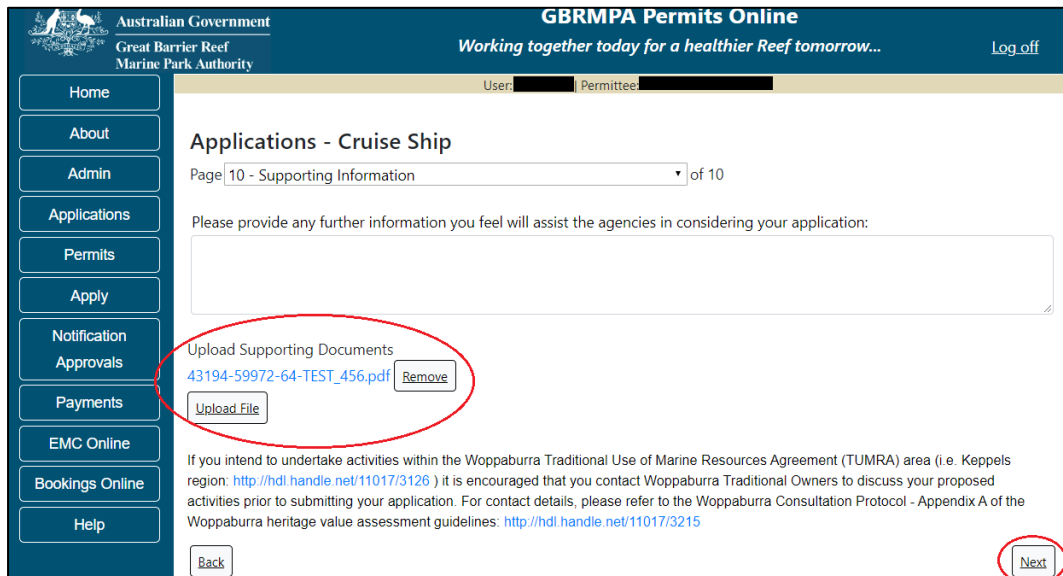 Australian Government
Great Barrier Reef
Marine Park Authority
GBRMPA Permits Online
Working together today for a healthier Reef tomorrow...
Log off
User: | Permittee:
Home
About
Admin
Applications
Permits
Apply
Notification
Approvals
Payments
EMC Online
Bookings Online
Help
Applications - Cruise Ship
Page 10 - Supporting Information of 10
Please provide any further information you feel will assist the agencies in considering your application:
Upload Supporting Documents
43194-59972-64-TEST_456.pdf Remove
Upload File
If you intend to undertake activities within the Woppaburra Traditional Use of Marine Resources Agreement (TUMRA) area (i.e. Keppels
region: http://hdl.handle.net/11017/3126 ) it is encouraged that you contact Woppaburra Traditional Owners to discuss your proposed
activities prior to submitting your application. For contact details, please refer to the Woppaburra Consultation Protocol - Appendix A of the
Woppaburra heritage value assessment guidelines: http://hdl.handle.net/11017/3215
Back
Next